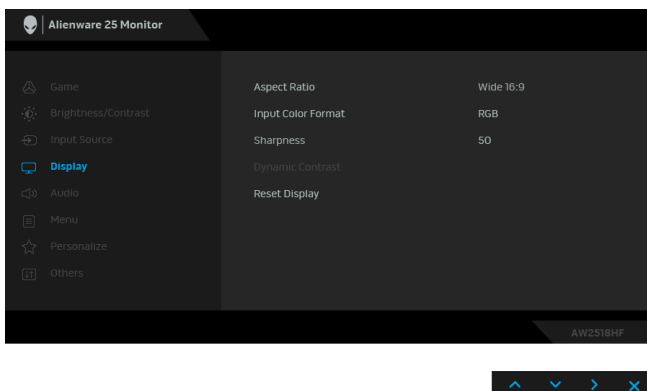 Alienware 25 Monitor
Game
Brightness/Contrast
Input Source
Display
Audio
Menu
Personalize
Others
Aspect Ratio Wide 16:9
Input Color Format RGB
Sharpness 50
Dynamic Contrast
Reset Display
AW2518HF